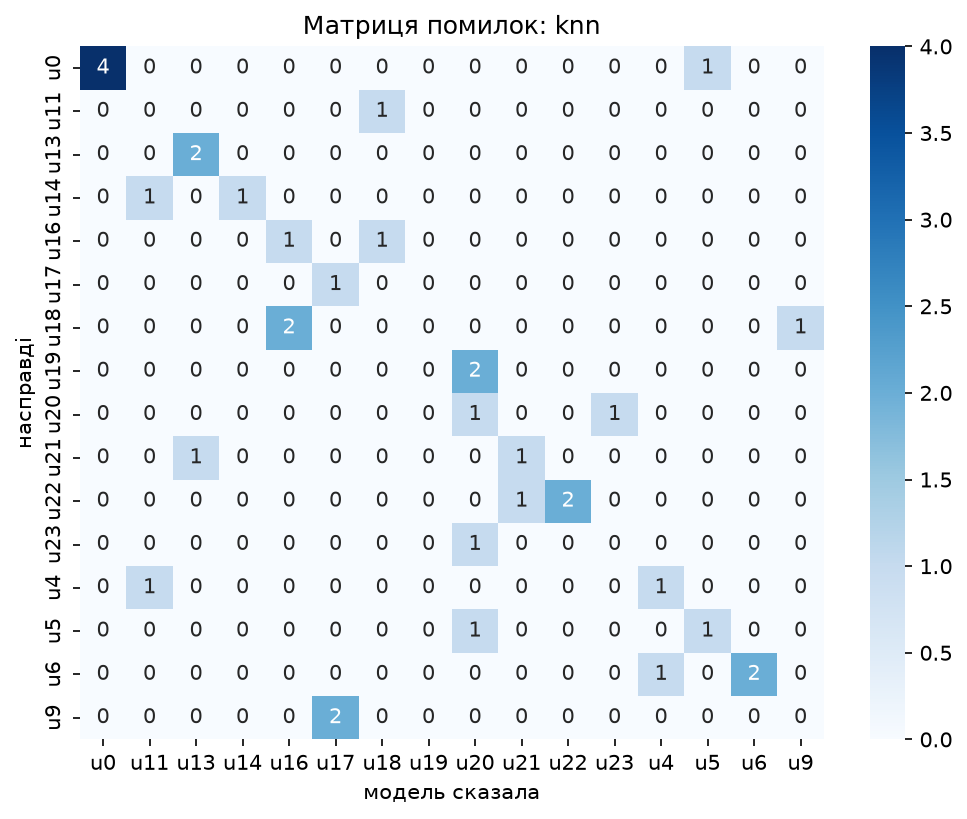 Матриця помилок: knn
насправді
u0 4 0 0 0 0 0 0 0 0 0 0 0 0 1 0 0
u11 0 0 0 0 0 0 1 0 0 0 0 0 0 0 0 0
u13 0 0 2 0 0 0 0 0 0 0 0 0 0 0 0 0
u14 0 1 0 1 0 0 0 0 0 0 0 0 0 0 0 0
u16 0 0 0 0 1 0 1 0 0 0 0 0 0 0 0 0
u17 0 0 0 0 0 1 0 0 0 0 0 0 0 0 0 0
u18 0 0 0 0 2 0 0 0 0 0 0 0 0 0 0 1
u19 0 0 0 0 0 0 0 0 2 0 0 0 0 0 0 0
u20 0 0 0 0 0 0 0 0 1 0 0 1 0 0 0 0
u21 0 0 1 0 0 0 0 0 0 1 0 0 0 0 0 0
u22 0 0 0 0 0 0 0 0 0 1 2 0 0 0 0 0
u23 0 0 0 0 0 0 0 0 1 0 0 0 0 0 0 0
u4 0 1 0 0 0 0 0 0 0 0 0 0 1 0 0 0
u5 0 0 0 0 0 0 0 0 1 0 0 0 0 1 0 0
u6 0 0 0 0 0 0 0 0 0 0 0 0 1 0 2 0
u9 0 0 0 0 0 2 0 0 0 0 0 0 0 0 0 0
u0 u11 u13 u14 u16 u17 u18 u19 u20 u21 u22 u23 u4 u5 u6 u9
модель сказала
4.0
3.5
3.0
2.5
2.0
1.5
1.0
0.5
0.0